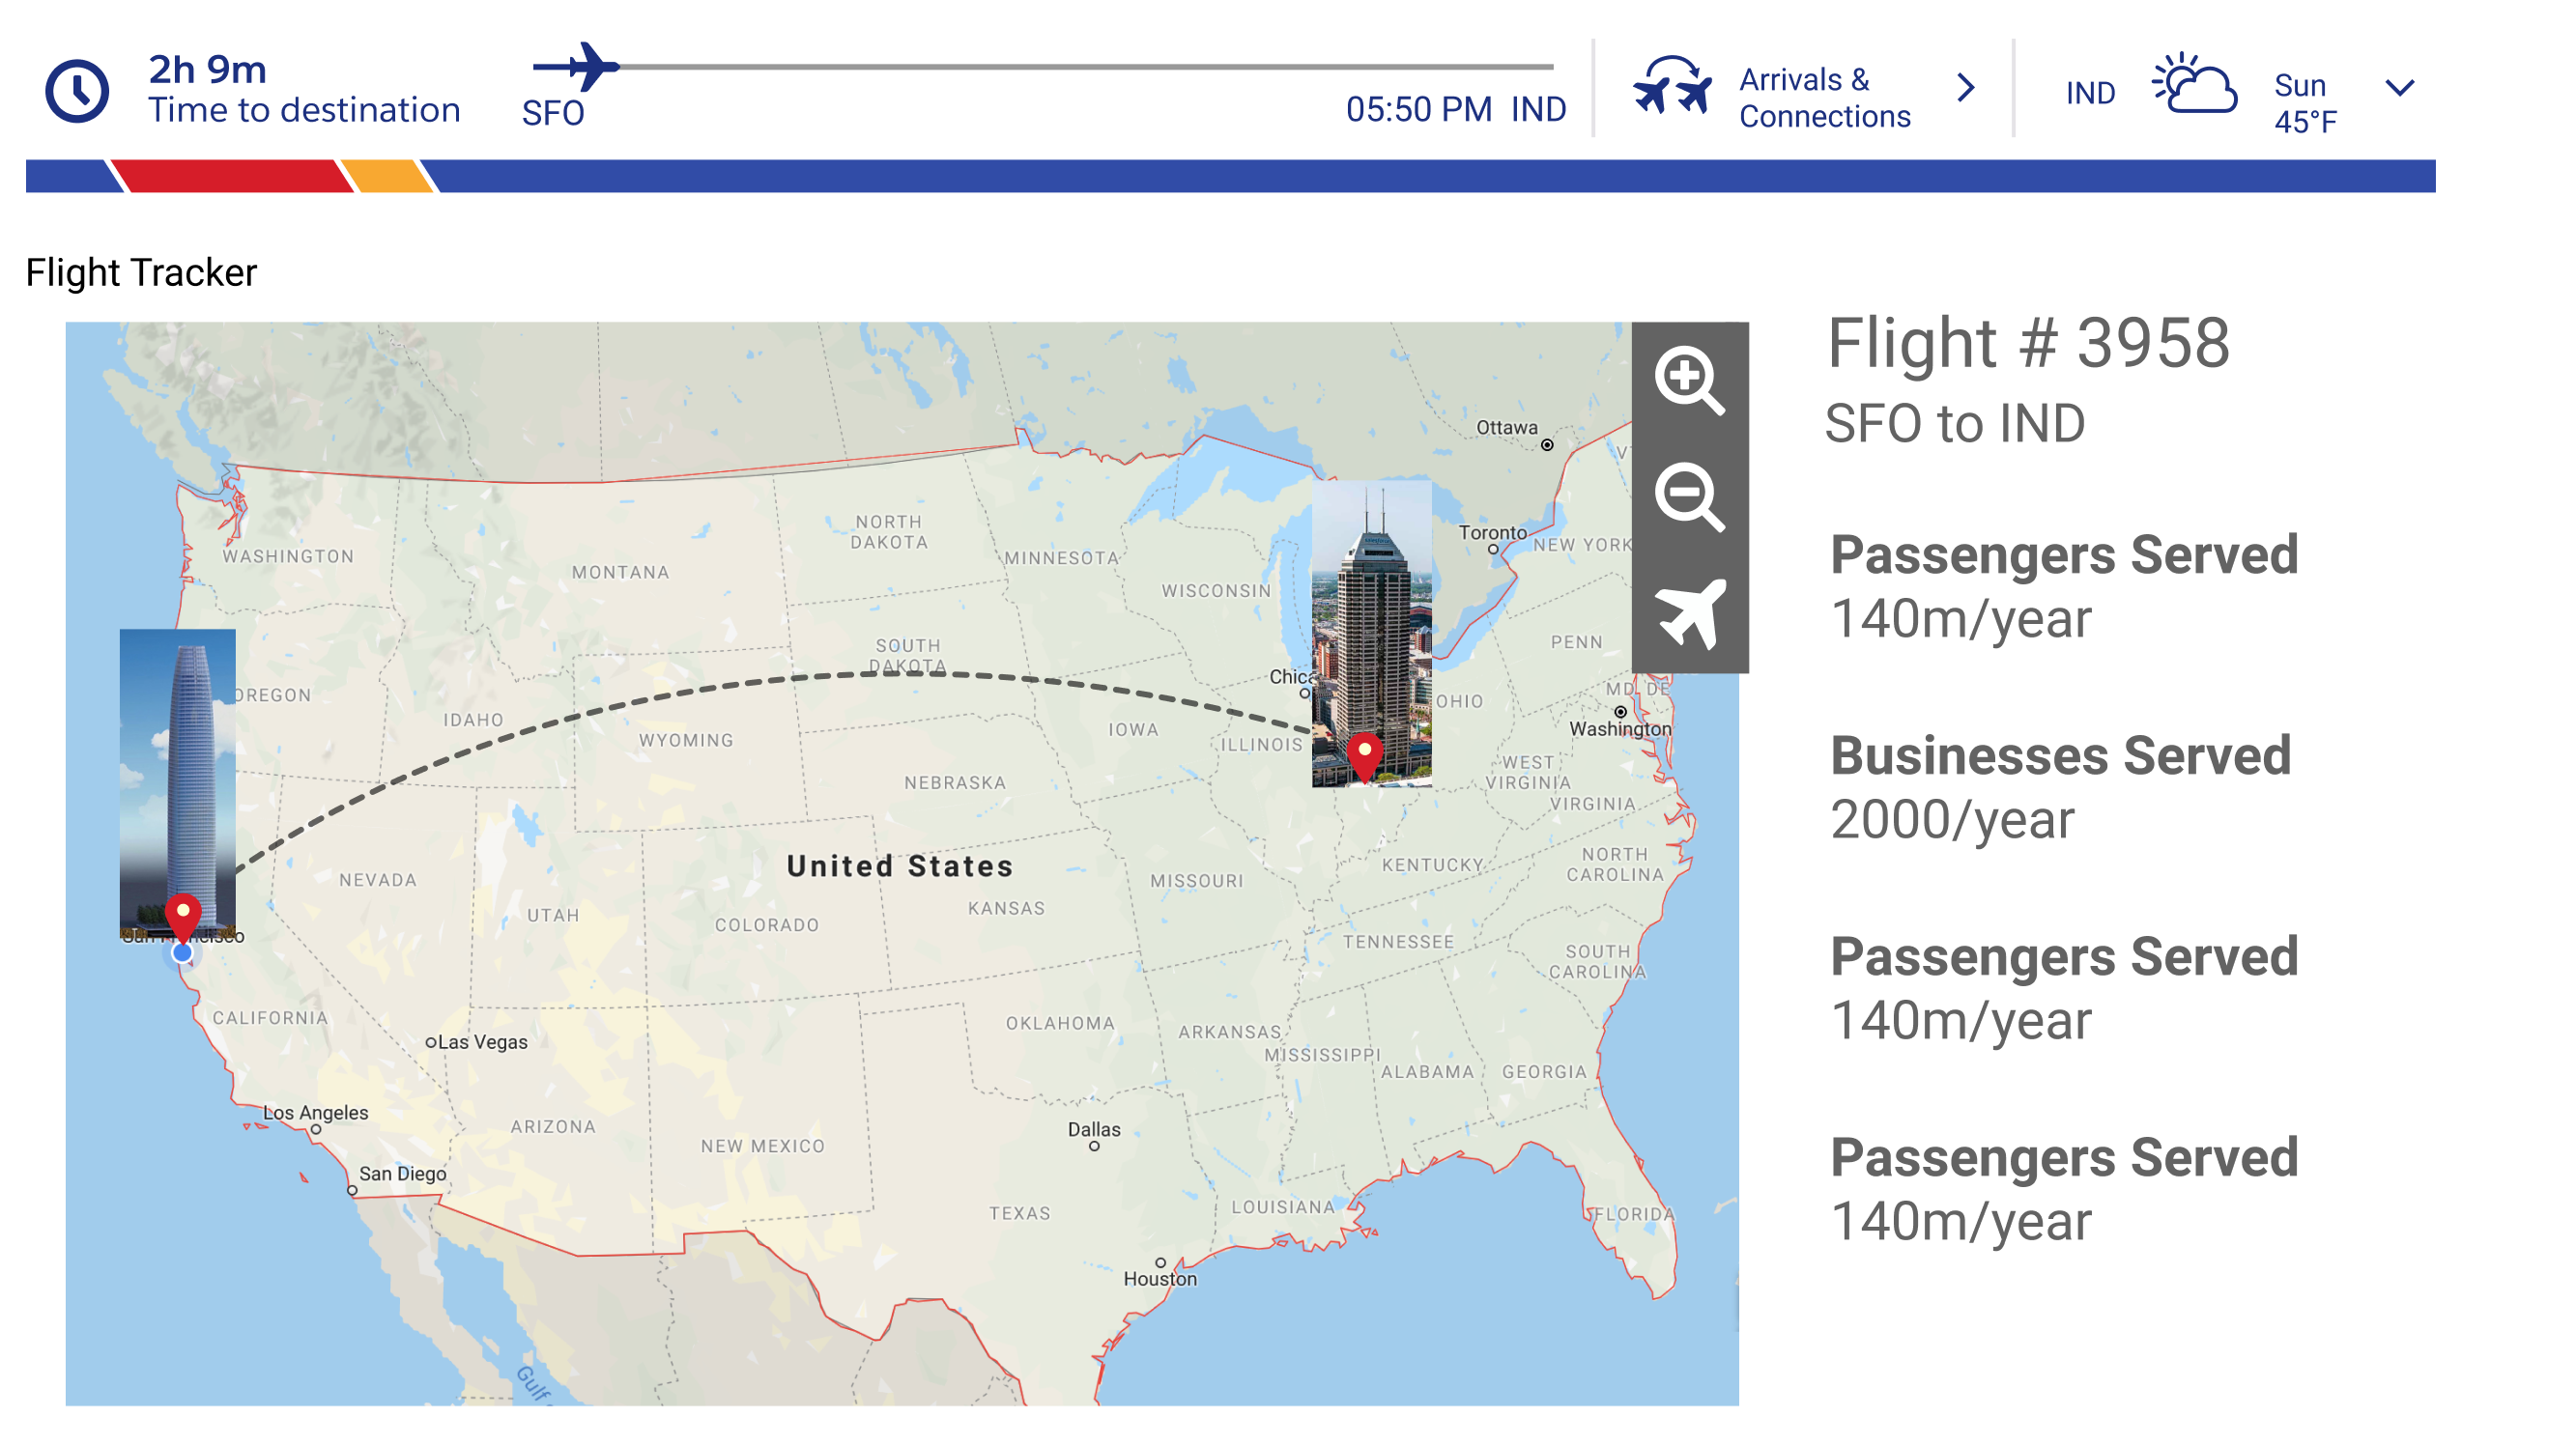 2h 9m
Time to destination
SFO
05:50 PM IND
Arrivals &
Connections
IND
Sun
45°F
Flight Tracker
Flight # 3958
SFO to IND
Passengers Served
140m/year
Businesses Served
2000/year
Passengers Served
140m/year
Passengers Served
140m/year
Ottawa
Toronto
NEW YORK
WASHINGTON
MONTANA
NORTH
DAKOTA
MINNESOTA
WISCONSIN
SOUTH
DAKOTA
PENN
OREGON
IDAHO
WYOMING
IOWA
ILLINOIS
OHIO
MD
DE
Washington
NEBRASKA
WEST
VIRGINIA
VIRGINIA
United States
NEVADA
UTAH
COLORADO
KANSAS
MISSOURI
KENTUCKY
NORTH
CAROLINA
TENNESSEE
SOUTH
CAROLINA
CALIFORNIA
Las Vegas
OKLAHOMA
ARKANSAS
MISSISSIPPI
ALABAMA
GEORGIA
Los Angeles
ARIZONA
NEW MEXICO
Dallas
San Diego
TEXAS
LOUISIANA
FLORIDA
Houston
Gulf